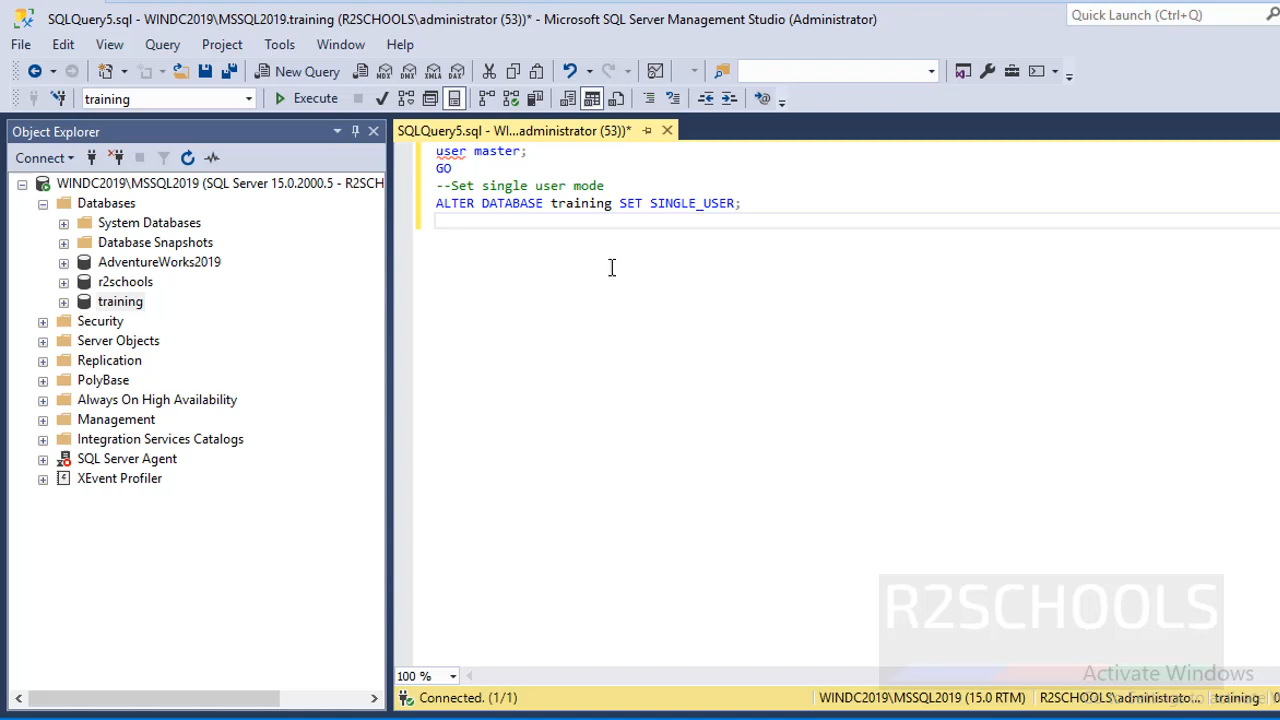 SQLQuery5.sql - WINDC2019\MSSQL2019.training (R2SCHOOLS\administrator (53))* - Microsoft SQL Server Management Studio (Administrator)
Quick Launch (Ctrl+Q)
File Edit View Query Project Tools Window Help
New Query MDX DMX XMLA DAX
training Execute
Object Explorer
SQLQuery5.sql - WI...administrator (53))*
Connect
WINDC2019\MSSQL2019 (SQL Server 15.0.2000.5 - R2SCH
Databases
System Databases
Database Snapshots
AdventureWorks2019
r2schools
training
Security
Server Objects
Replication
PolyBase
Always On High Availability
Management
Integration Services Catalogs
SQL Server Agent
XEvent Profiler
user master;
GO
--Set single user mode
ALTER DATABASE training SET SINGLE_USER;
R2SCHOOLS
Activate Windows
100 %
Connected. (1/1)
WINDC2019\MSSQL2019 (15.0 RTM) R2SCHOOLS\administrato... training